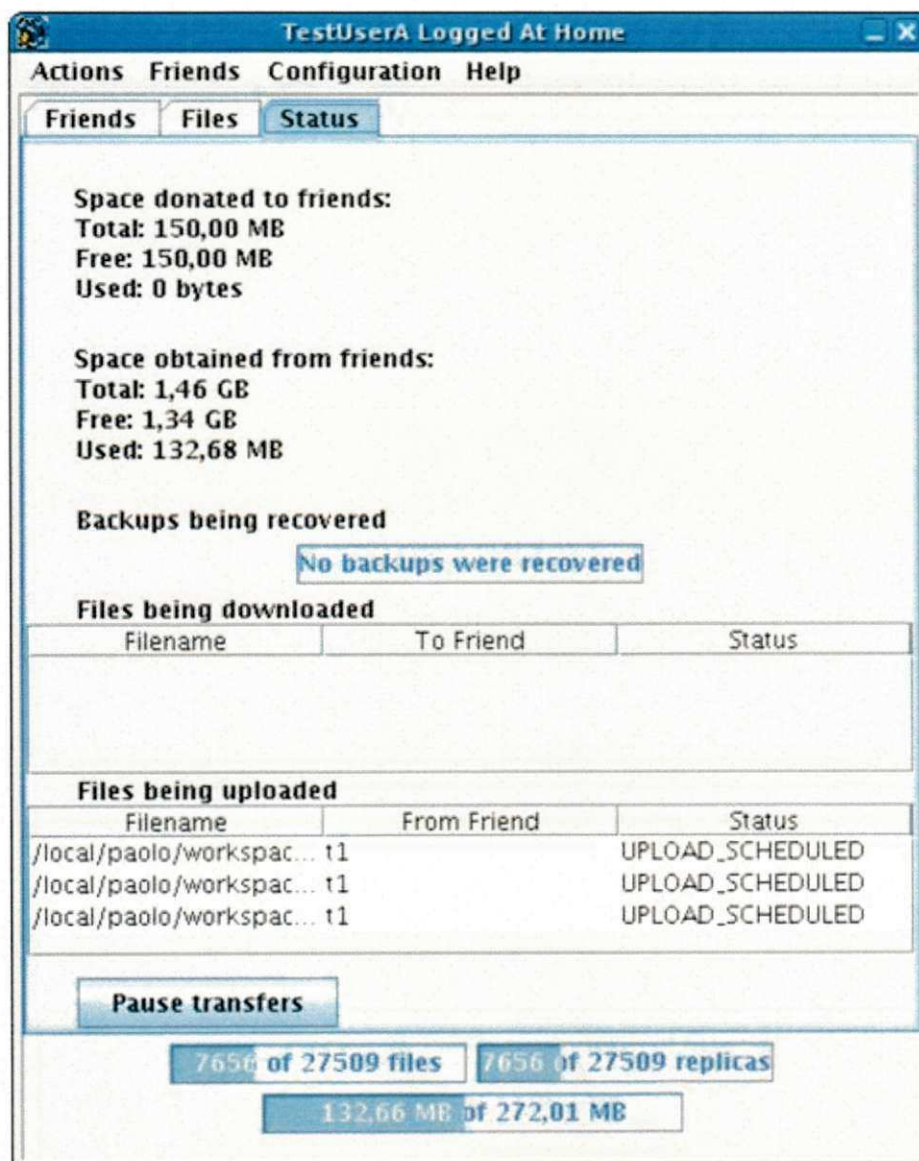 TestUserA Logged At Home
Actions Friends Configuration Help
Friends Files Status
Space donated to friends:
Total: 150,00 MB
Free: 150,00 MB
Used: 0 bytes
Space obtained from friends:
Total: 1,46 GB
Free: 1,34 GB
Used: 132,68 MB
Backups being recovered
No backups were recovered
Files being downloaded
Filename To Friend Status
Files being uploaded
Filename From Friend Status
/local/paolo/workspac... t1 UPLOAD_SCHEDULED
/local/paolo/workspac... t1 UPLOAD_SCHEDULED
/local/paolo/workspac... t1 UPLOAD_SCHEDULED
Pause transfers
7656 of 27509 files 7656 of 27509 replicas
132,66 MB of 272,01 MB